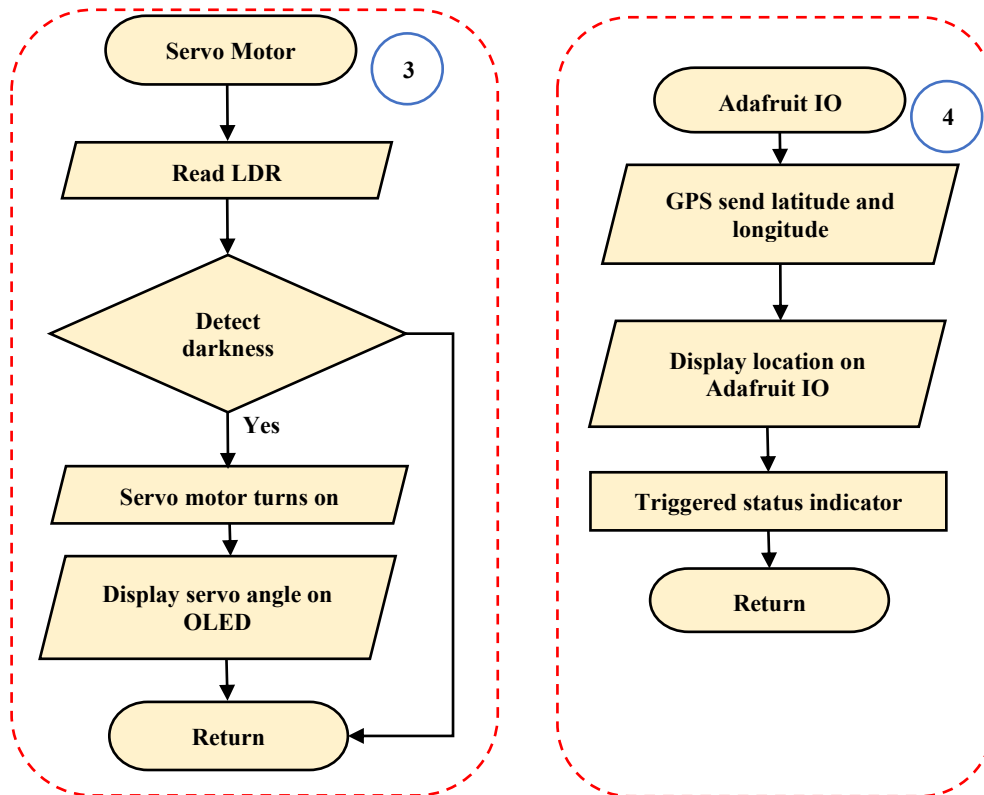 Servo Motor
3
Read LDR
Detect
darkness
Yes
Servo motor turns on
Display servo angle on
OLED
Return
Adafruit IO
4
GPS send latitude and
longitude
Display location on
Adafruit IO
Triggered status indicator
Return